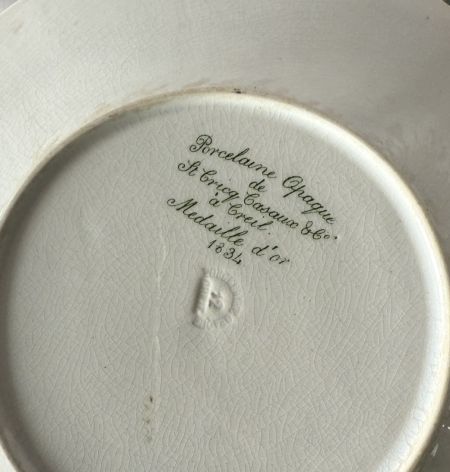 Porcelaine Opaque
de
St Cricq Casaux & Co.
à Creil.
Medaille d'or
1834